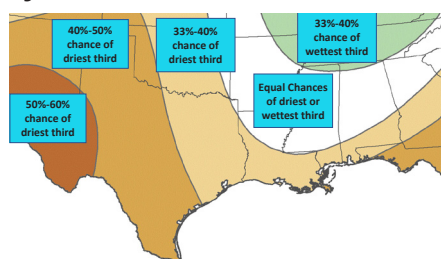 40%-50%
chance of
driest third
33%-40%
chance of
driest third
33%-40%
chance of
wettest third
50%-60%
chance of
driest third
Equal Chances
of driest or
wettest third